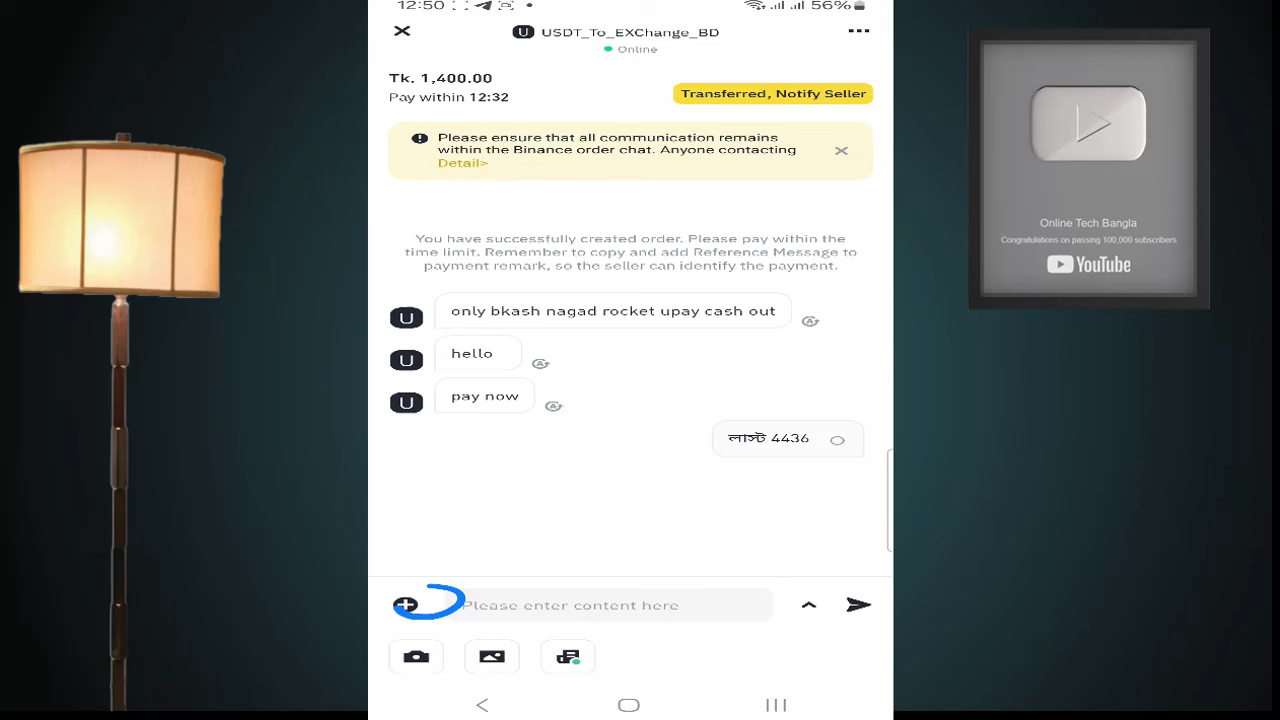 12:50
56%
U USDT_To_EXChange_BD
Online
Tk. 1,400.00
Pay within 12:32
Transferred, Notify Seller
Please ensure that all communication remains
within the Binance order chat. Anyone contacting
Detail>
You have successfully created order. Please pay within the
time limit. Remember to copy and add Reference Message to
payment remark, so the seller can identify the payment.
U only bkash nagad rocket upay cash out
U hello
U pay now
লাস্ট 4436
Please enter content here
Online Tech Bangla
Congratulations on passing 100,000 subscribers
YouTube